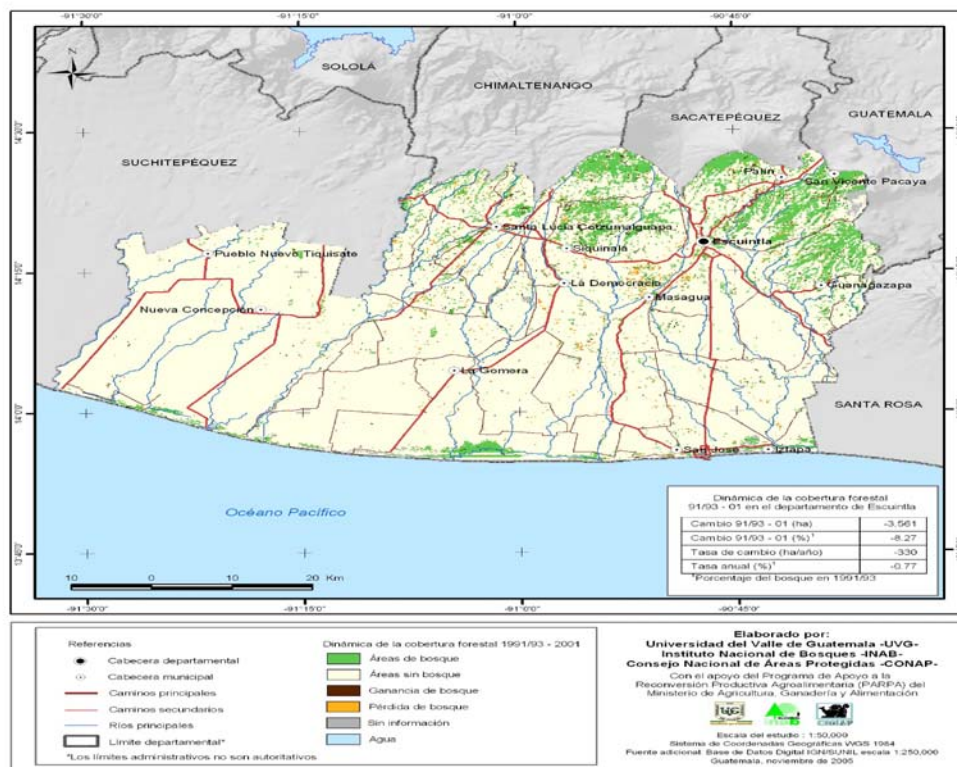 -91°30'0"
-91°15'0"
-91°0'0"
-90°45'0"
N
SOLOLÁ
CHIMALTENANGO
SACATEPÉQUEZ
GUATEMALA
14°30'0"
SUCHITEPÉQUEZ
Palín
San Vicente Pacaya
Santa Lucía Cotzumalguapa
Escuintla
Siquinalá
14°15'0"
Pueblo Nuevo Tiquisate
La Democracia
Guanagazapa
Masagua
Nueva Concepción
La Gomera
14°0'0"
SANTA ROSA
San José
Iztapa
Océano Pacífico
Dinámica de la cobertura forestal
91/93 - 01 en el departamento de Escuintla
Cambio 91/93 - 01 (ha) -3.561
Cambio 91/93 - 01 (%)¹ -8.27
Tasa de cambio (ha/año) -330
Tasa anual (%)¹ -0.77
¹Porcentaje del bosque en 1991/93
13°45'0"
10 0 10 20 Km
-91°30'0"
-91°15'0"
-91°0'0"
-90°45'0"
Referencias
Cabecera departamental
Cabecera municipal
Caminos principales
Caminos secundarios
Ríos principales
Límite departamental*
*Los límites administrativos no son autoritativos
Dinámica de la cobertura forestal 1991/93 - 2001
Áreas de bosque
Áreas sin bosque
Ganancia de bosque
Pérdida de bosque
Sin información
Agua
Elaborado por:
Universidad del Valle de Guatemala -UVG-
Instituto Nacional de Bosques -INAB-
Consejo Nacional de Áreas Protegidas -CONAP-
Con el apoyo del Programa de Apoyo a la
Reconversión Productiva Agroalimentaria (PARPA) del
Ministerio de Agricultura, Ganadería y Alimentación
Escala del estudio : 1:50,000
Sistema de Coordenadas Geográficas WGS 1984
Fuente adicional: Base de Datos Digital IGN/SUNIL escala 1:250,000
Guatemala, noviembre de 2005